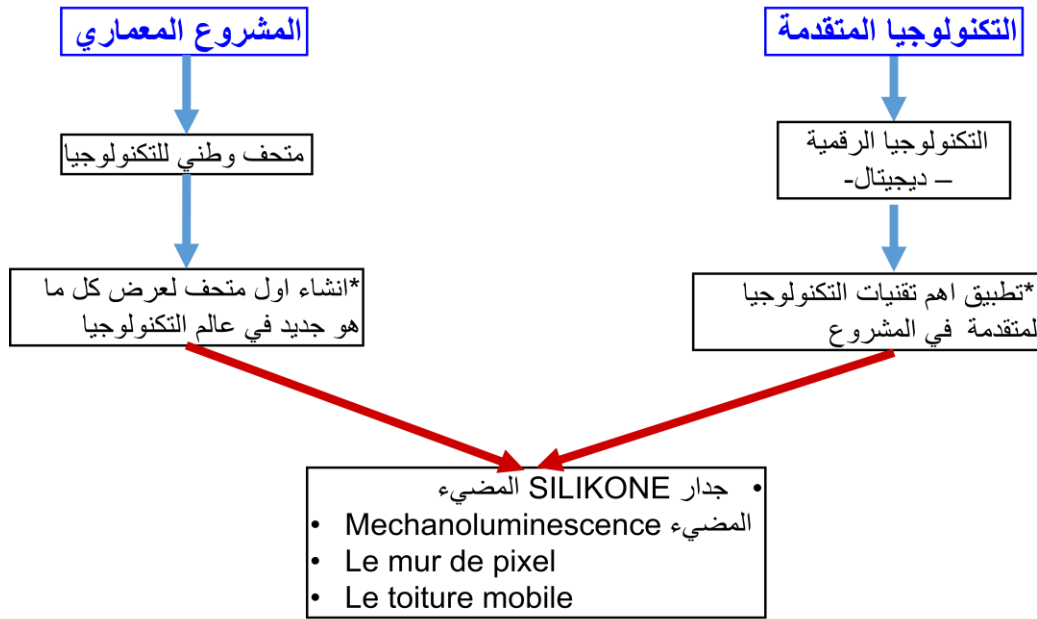 المشروع المعماري
التكنولوجيا المتقدمة
متحف وطني للتكنولوجيا
التكنولوجيا الرقمية
– ديجيتال-
*انشاء اول متحف لعرض كل ما
هو جديد في عالم التكنولوجيا
*تطبيق اهم تقنيات التكنولوجيا
لمتقدمة في المشروع
• جدار SILIKONE المضيء
• Mechanoluminescence المضيء
• Le mur de pixel
• Le toiture mobile